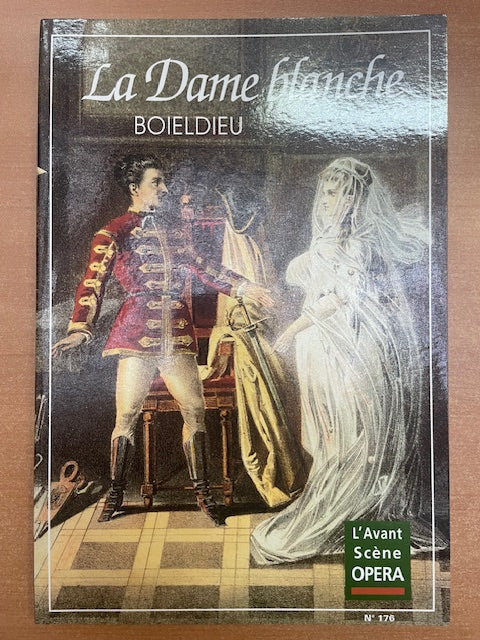 La Dame blanche
BOIELDIEU
L'Avant
Scène
OPERA
N° 176